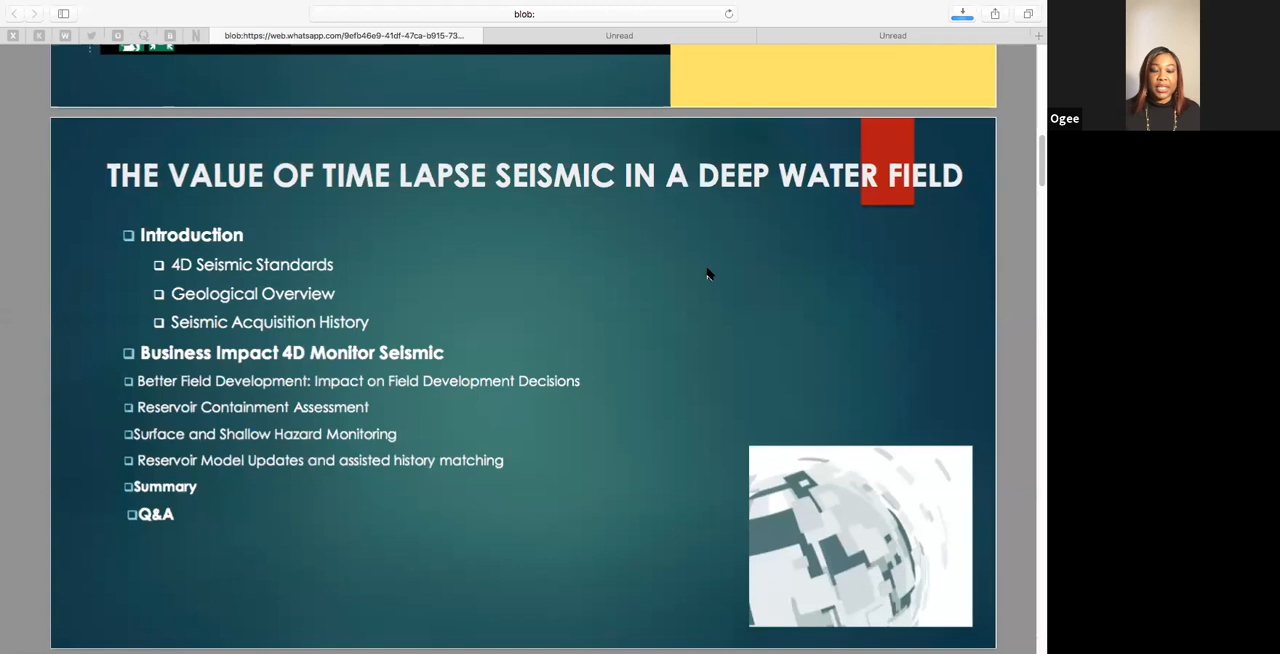 blob:
X
K
W
G
B
N
blob:https://web.whatsapp.com/9efb46e9-41df-47ca-b915-73...
Unread
Unread
Ogee
THE VALUE OF TIME LAPSE SEISMIC IN A DEEP WATER FIELD
Introduction
4D Seismic Standards
Geological Overview
Seismic Acquisition History
Business Impact 4D Monitor Seismic
Better Field Development: Impact on Field Development Decisions
Reservoir Containment Assessment
Surface and Shallow Hazard Monitoring
Reservoir Model Updates and assisted history matching
Summary
Q&A